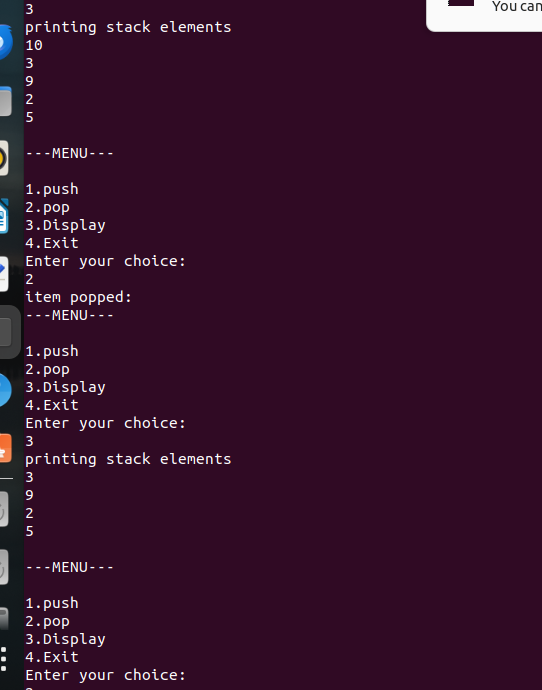 3
You can
printing stack elements
10
3
9
2
5
---MENU---
1.push
2.pop
3.Display
4.Exit
Enter your choice:
2
item popped:
---MENU---
1.push
2.pop
3.Display
4.Exit
Enter your choice:
3
printing stack elements
3
9
2
5
---MENU---
1.push
2.pop
3.Display
4.Exit
Enter your choice: